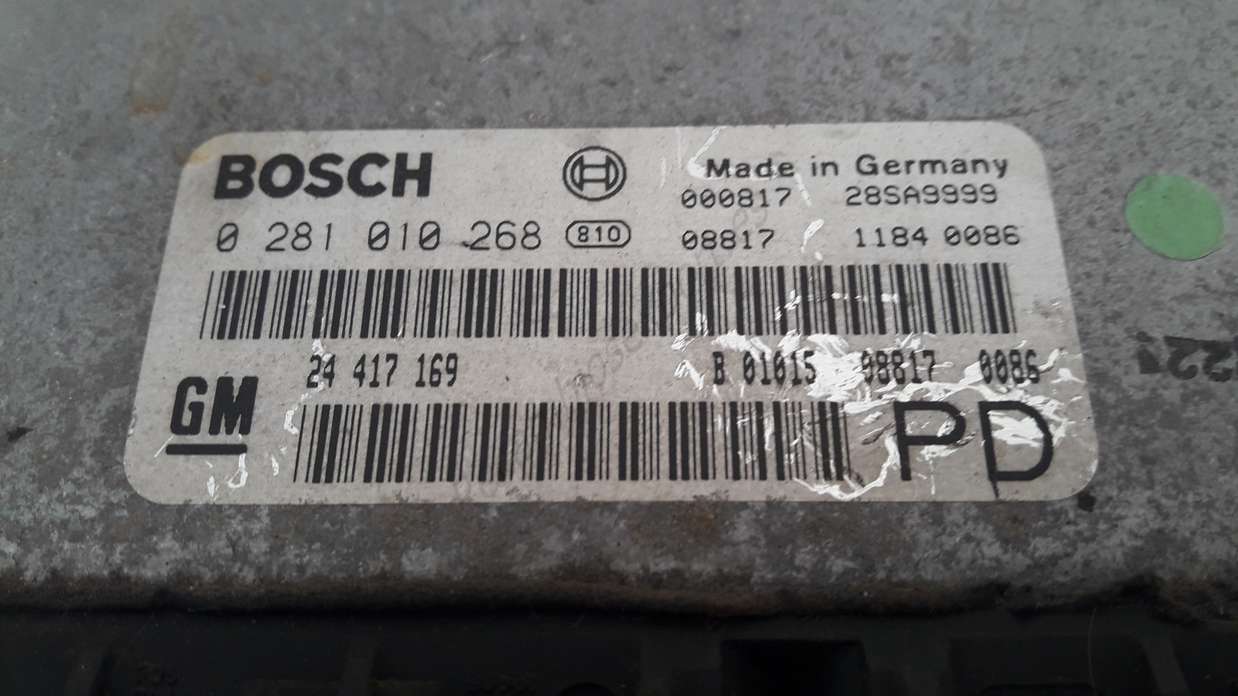 BOSCH
Made in Germany
000817 28SA9999
0 281 010 268 810
08817 1184 0086
24 417 169
B 01015 08817 0086
GM
PD